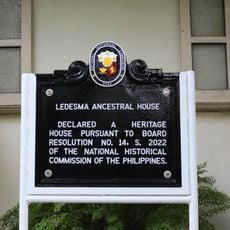 LEDESMA ANCESTRAL HOUSE
DECLARED A HERITAGE
HOUSE PURSUANT TO BOARD
RESOLUTION NO. 14, S. 2022
OF THE NATIONAL HISTORICAL
COMMISSION OF THE PHILIPPINES.